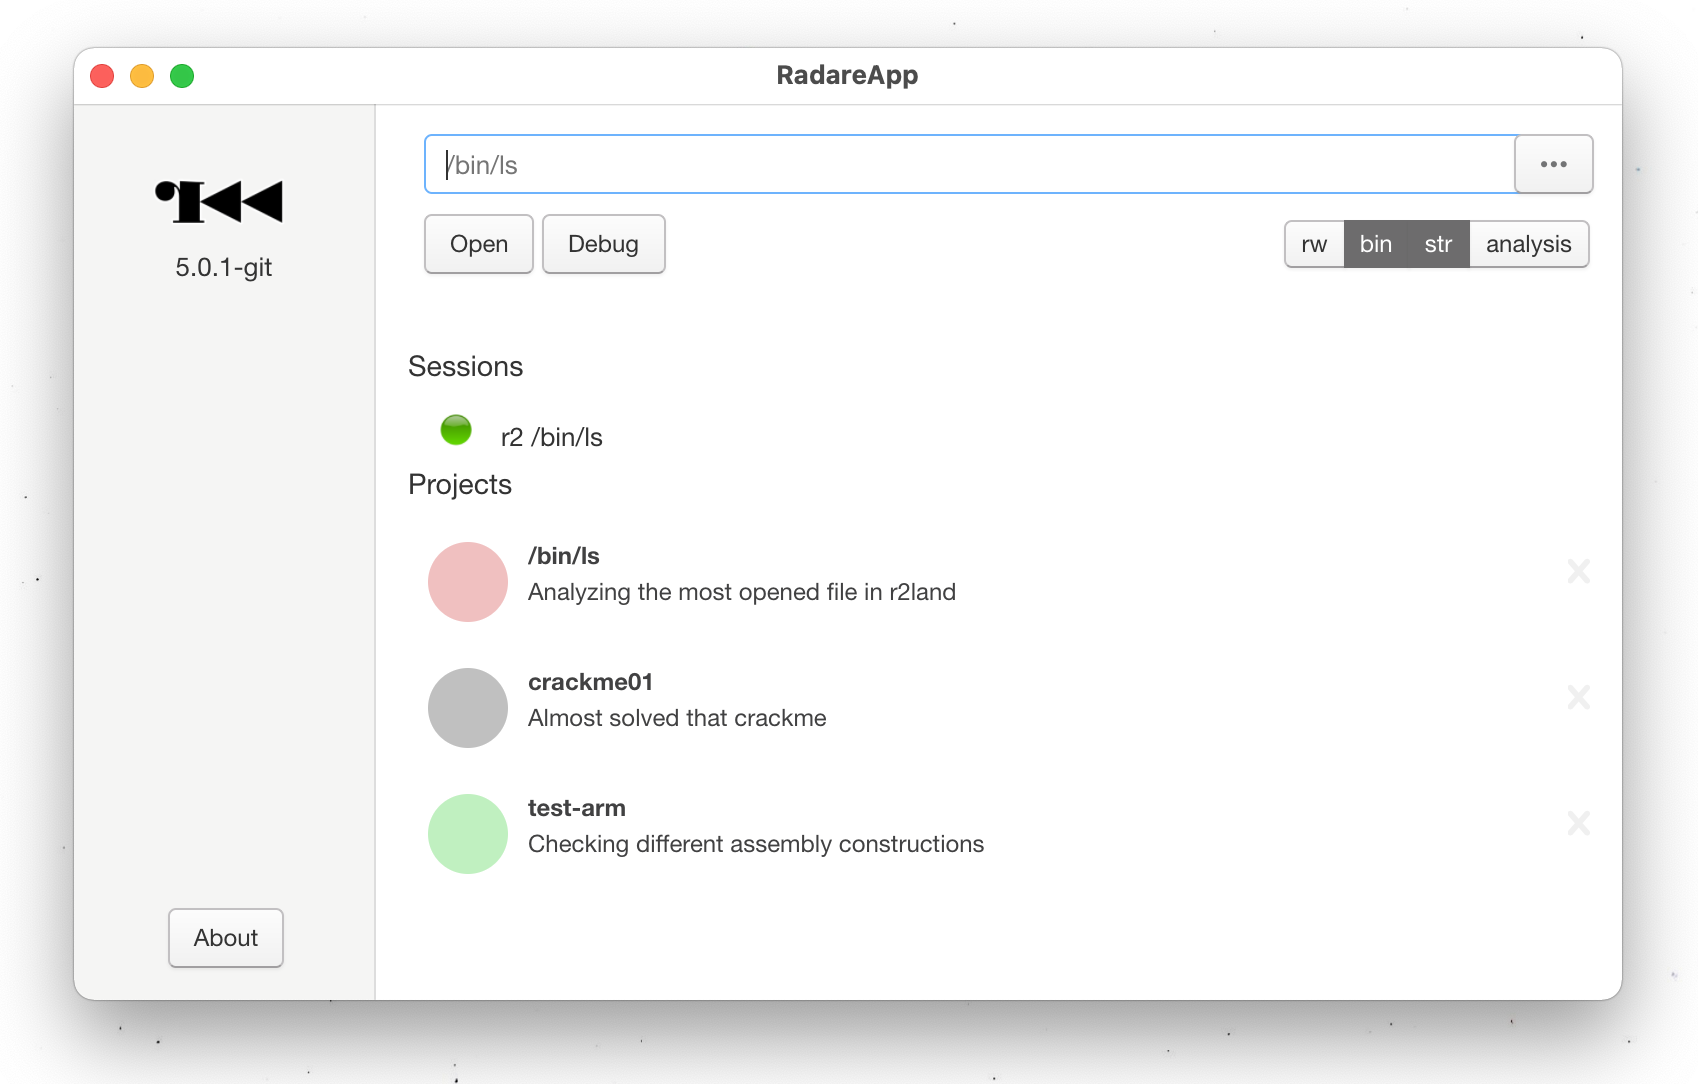 RadareApp
5.0.1-git
/bin/ls
•••
Open
Debug
rw
bin
str
analysis
Sessions
r2 /bin/ls
Projects
/bin/ls
Analyzing the most opened file in r2land
crackme01
Almost solved that crackme
test-arm
Checking different assembly constructions
About